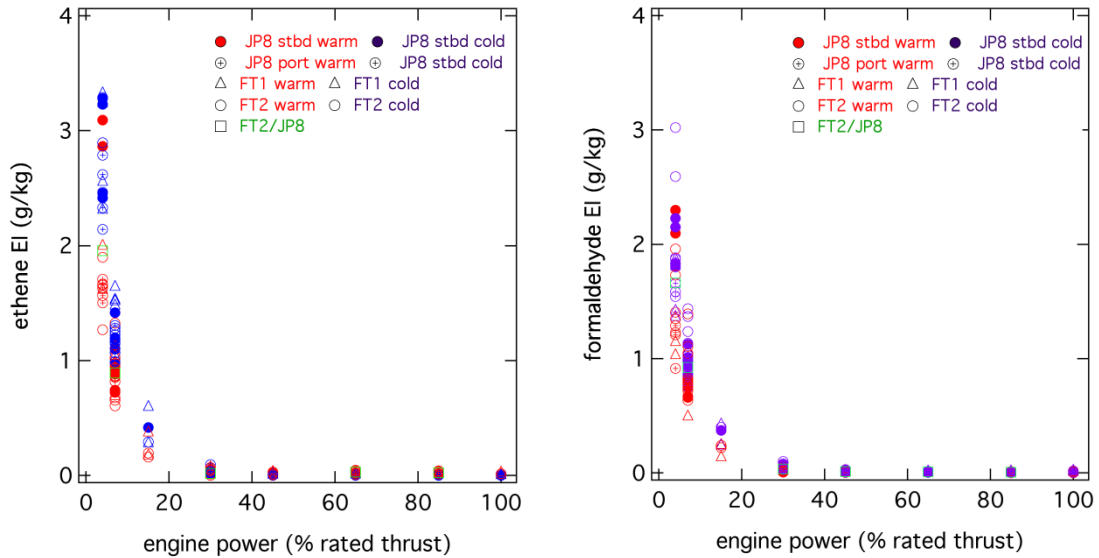 4
3
2
1
0
ethene EI (g/kg)
JP8 stbd warm JP8 stbd cold
JP8 port warm JP8 stbd cold
FT1 warm FT1 cold
FT2 warm FT2 cold
FT2/JP8
0 20 40 60 80 100
engine power (% rated thrust)
4
3
2
1
0
formaldehyde EI (g/kg)
JP8 stbd warm JP8 stbd cold
JP8 port warm JP8 stbd cold
FT1 warm FT1 cold
FT2 warm FT2 cold
FT2/JP8
0 20 40 60 80 100
engine power (% rated thrust)